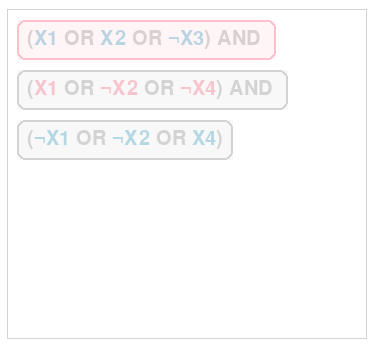 (X1 OR X2 OR ¬X3) AND
(X1 OR ¬X2 OR ¬X4) AND
(¬X1 OR ¬X2 OR X4)